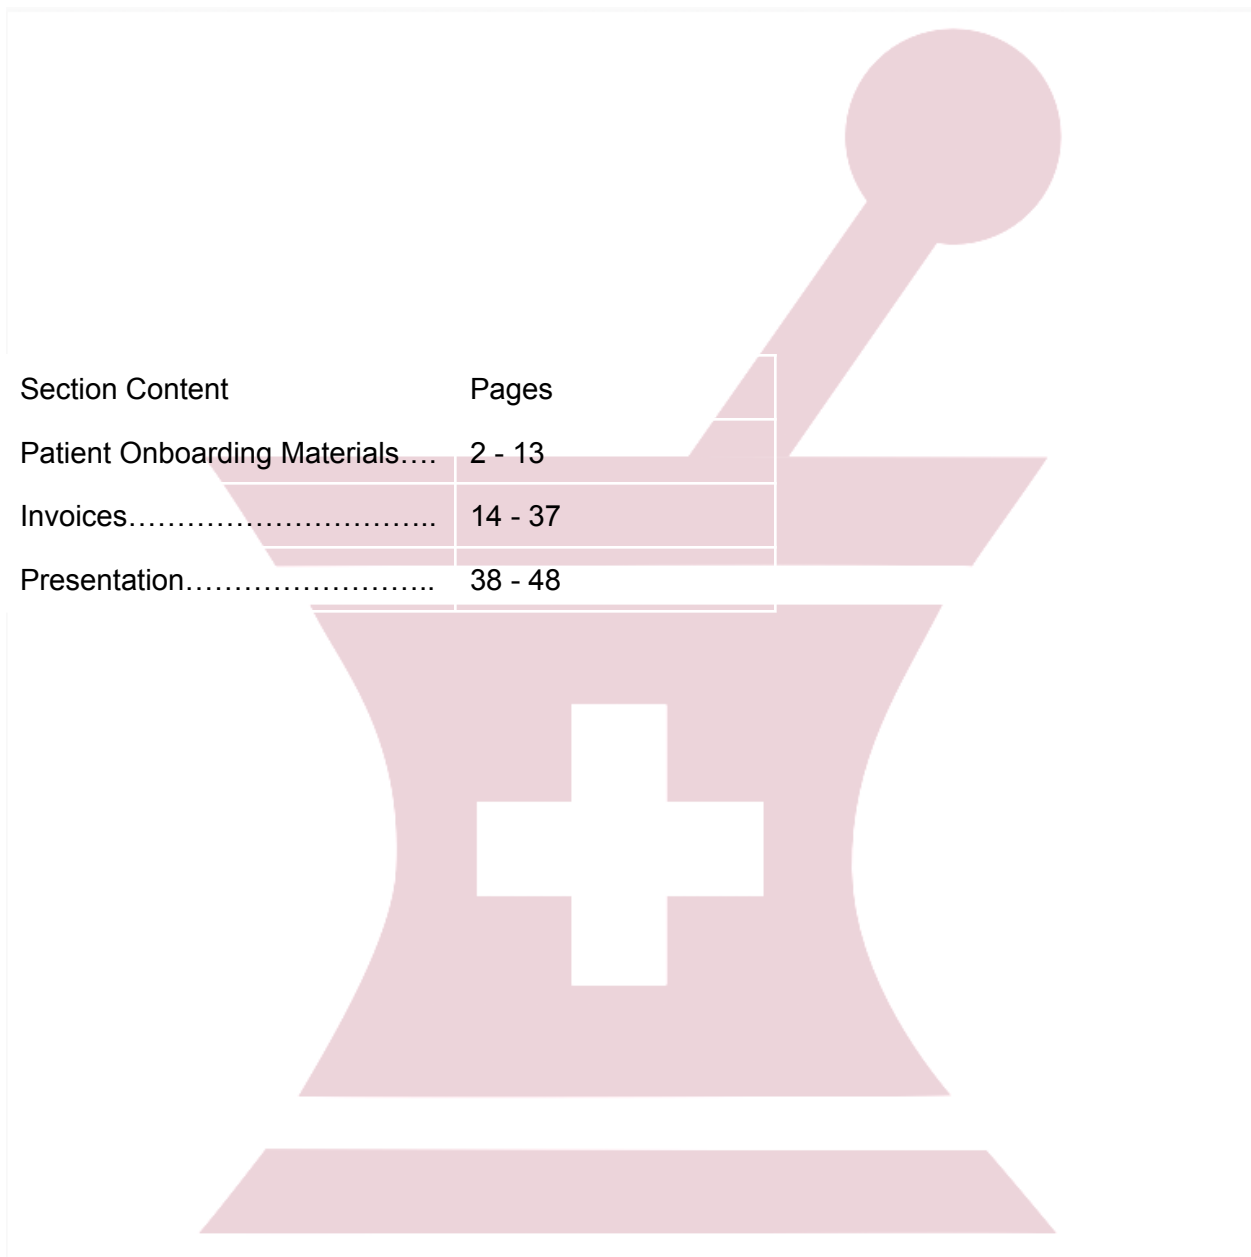 Section Content Pages
Patient Onboarding Materials…. 2 - 13
Invoices………………………….. 14 - 37
Presentation…………………….. 38 - 48